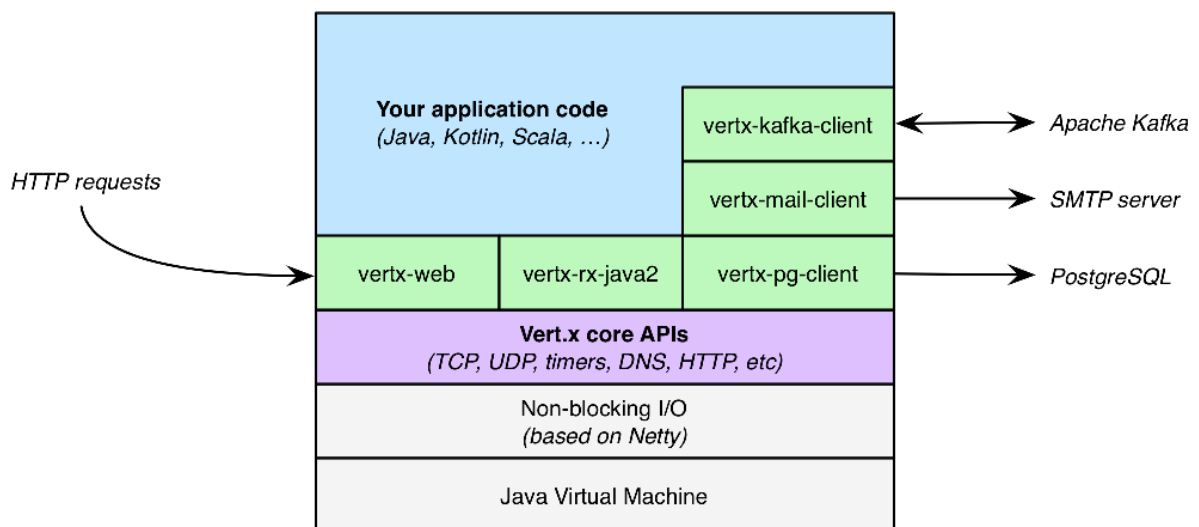 Your application code
(Java, Kotlin, Scala, …)
vertx-kafka-client
Apache Kafka
HTTP requests
vertx-mail-client
SMTP server
vertx-web
vertx-rx-java2
vertx-pg-client
PostgreSQL
Vert.x core APIs
(TCP, UDP, timers, DNS, HTTP, etc)
Non-blocking I/O
(based on Netty)
Java Virtual Machine